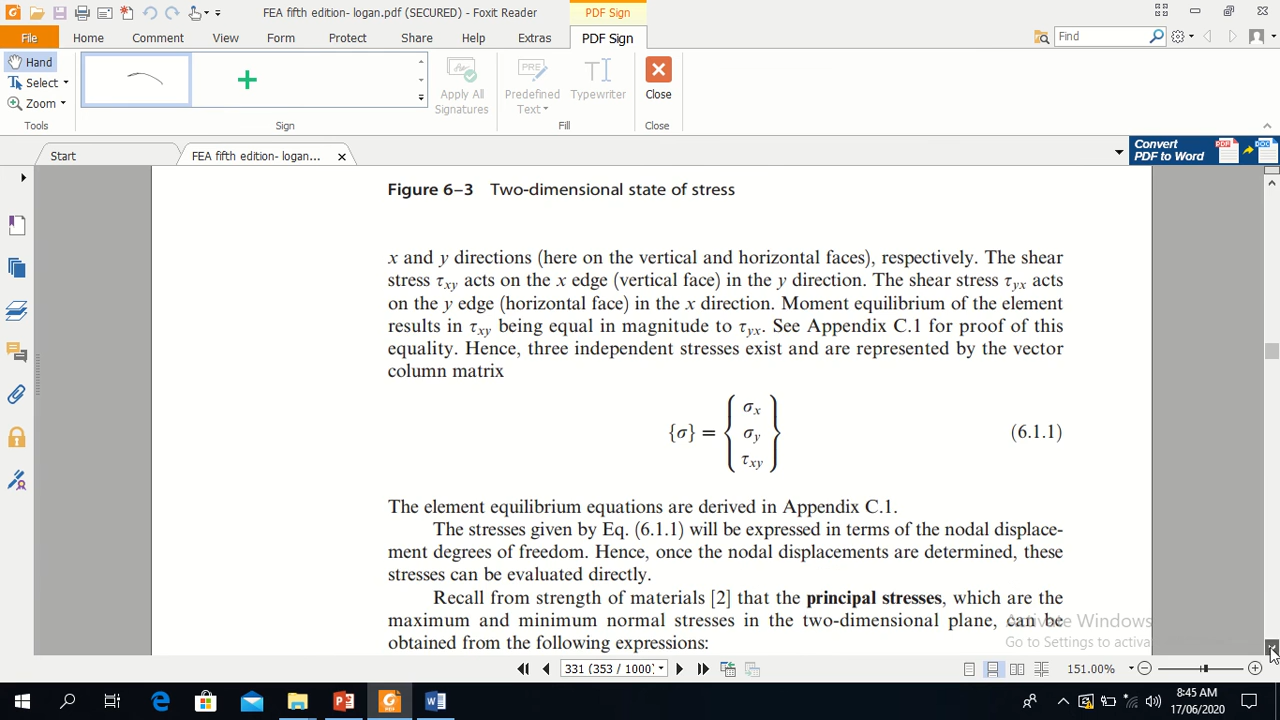 FEA fifth edition- logan.pdf (SECURED) - Foxit Reader
PDF Sign
File
Home
Comment
View
Form
Protect
Share
Help
Extras
PDF Sign
Find
Hand
Select
Zoom
Tools
Sign
Apply All
Signatures
Predefined
Text
Typewriter
Fill
Close
Close
Start
FEA fifth edition- logan...
Convert
PDF to Word
Figure 6–3 Two-dimensional state of stress
x and y directions (here on the vertical and horizontal faces), respectively. The shear
stress τxy acts on the x edge (vertical face) in the y direction. The shear stress τyx acts
on the y edge (horizontal face) in the x direction. Moment equilibrium of the element
results in τxy being equal in magnitude to τyx. See Appendix C.1 for proof of this
equality. Hence, three independent stresses exist and are represented by the vector
column matrix
{σ} = { σx
σy
τxy }
(6.1.1)
The element equilibrium equations are derived in Appendix C.1.
The stresses given by Eq. (6.1.1) will be expressed in terms of the nodal displace-
ment degrees of freedom. Hence, once the nodal displacements are determined, these
stresses can be evaluated directly.
Recall from strength of materials [2] that the principal stresses, which are the
maximum and minimum normal stresses in the two-dimensional plane, can be
obtained from the following expressions:
Activate Windows
Go to Settings to activa
331 (353 / 1000)
151.00%
8:45 AM
17/06/2020